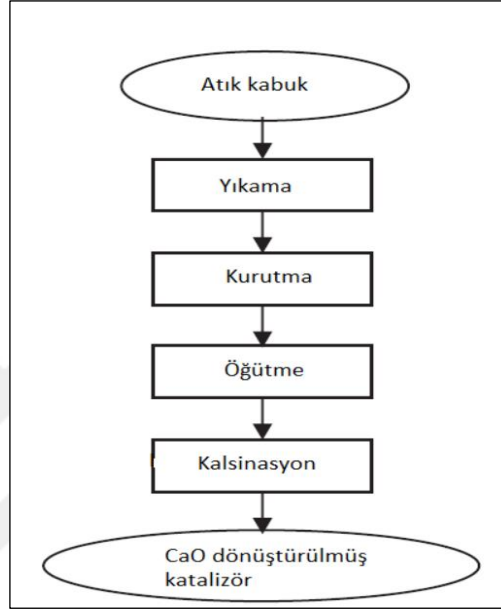 Atık kabuk
Yıkama
Kurutma
Öğütme
Kalsinasyon
CaO dönüştürülmüş
katalizör